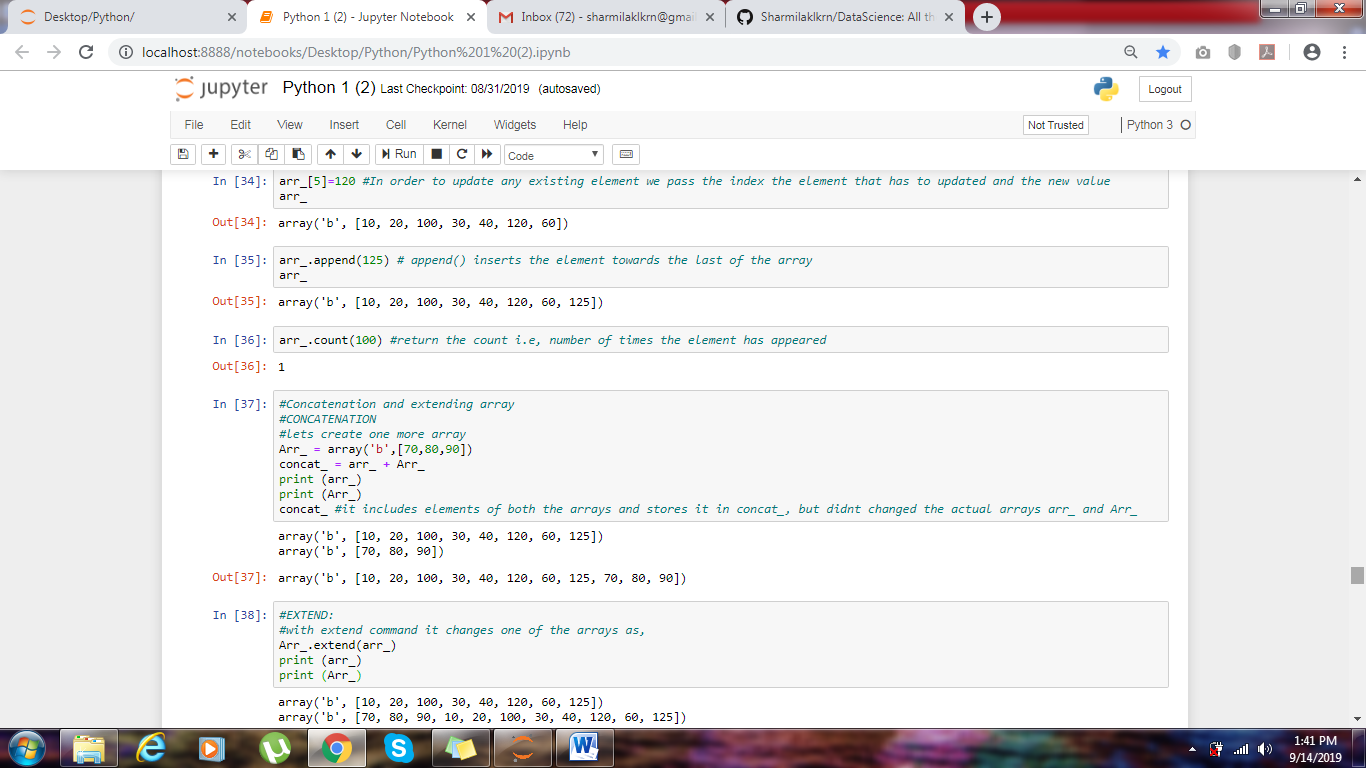 Desktop/Python/
Python 1 (2) - Jupyter Notebook
Inbox (72) - sharmilaklkrn@gmai
Sharmilaklkrn/DataScience: All th
localhost:8888/notebooks/Desktop/Python/Python%201%20(2).ipynb
jupyter Python 1 (2) Last Checkpoint: 08/31/2019 (autosaved)
Logout
File Edit View Insert Cell Kernel Widgets Help
Not Trusted
Python 3
Run
Code
In [34]: arr_[5]=120 #In order to update any existing element we pass the index the element that has to updated and the new value
arr_
Out[34]: array('b', [10, 20, 100, 30, 40, 120, 60])
In [35]: arr_.append(125) # append() inserts the element towards the last of the array
arr_
Out[35]: array('b', [10, 20, 100, 30, 40, 120, 60, 125])
In [36]: arr_.count(100) #return the count i.e, number of times the element has appeared
Out[36]: 1
In [37]: #Concatenation and extending array
#CONCATENATION
#lets create one more array
Arr_ = array('b',[70,80,90])
concat_ = arr_ + Arr_
print (arr_)
print (Arr_)
concat_ #it includes elements of both the arrays and stores it in concat_, but didnt changed the actual arrays arr_ and Arr_
array('b', [10, 20, 100, 30, 40, 120, 60, 125])
array('b', [70, 80, 90])
Out[37]: array('b', [10, 20, 100, 30, 40, 120, 60, 125, 70, 80, 90])
In [38]: #EXTEND:
#with extend command it changes one of the arrays as,
Arr_.extend(arr_)
print (arr_)
print (Arr_)
array('b', [10, 20, 100, 30, 40, 120, 60, 125])
array('b', [70, 80, 90, 10, 20, 100, 30, 40, 120, 60, 125])
1:41 PM
9/14/2019